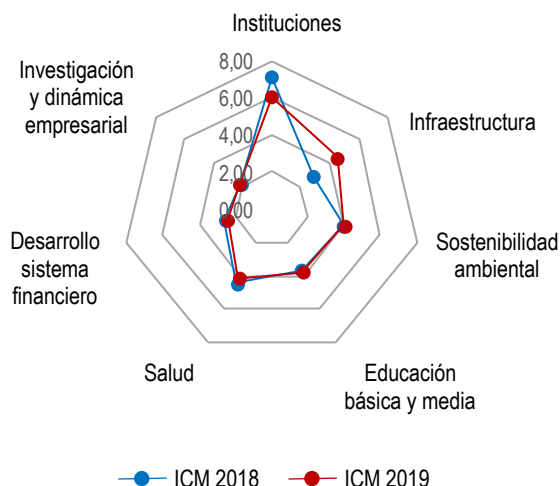 Instituciones
8,00
6,00
4,00
2,00
0,00
Infraestructura
Sostenibilidad
ambiental
Educación
básica y media
Salud
Desarrollo
sistema
financiero
Investigación
y dinámica
empresarial
ICM 2018
ICM 2019